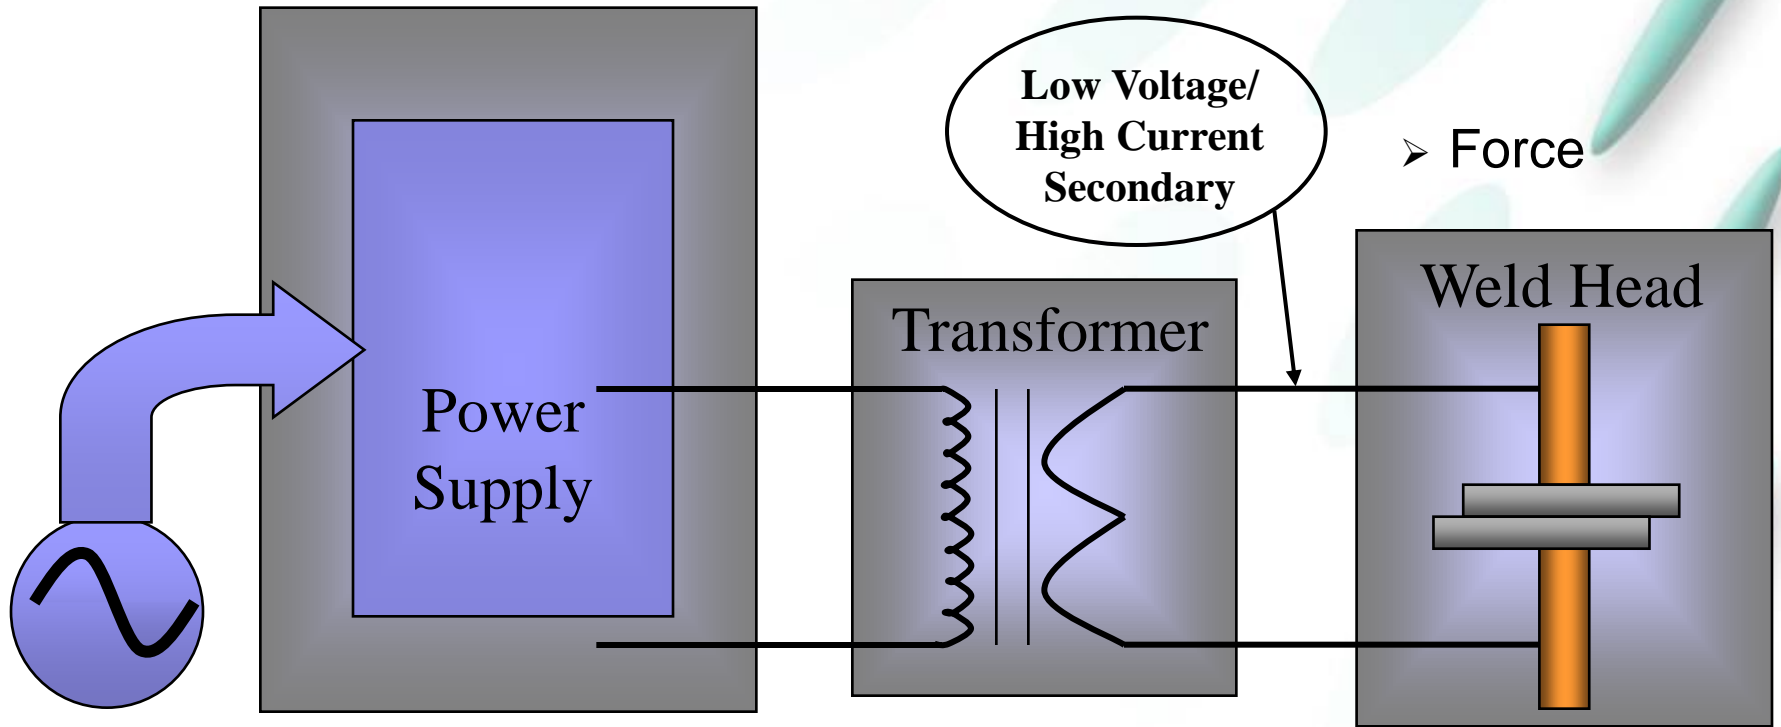 Low Voltage/
High Current
Secondary
➢ Force
Weld Head
Transformer
Power
Supply